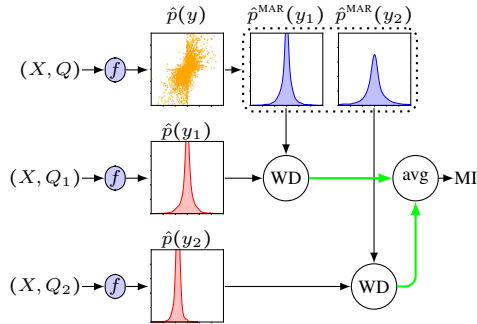 p̂(y) p̂ᴹᴬᴿ(y₁) p̂ᴹᴬᴿ(y₂)
(X, Q) f
p̂(y₁)
(X, Q₁) f WD avg MI
p̂(y₂)
(X, Q₂) f WD